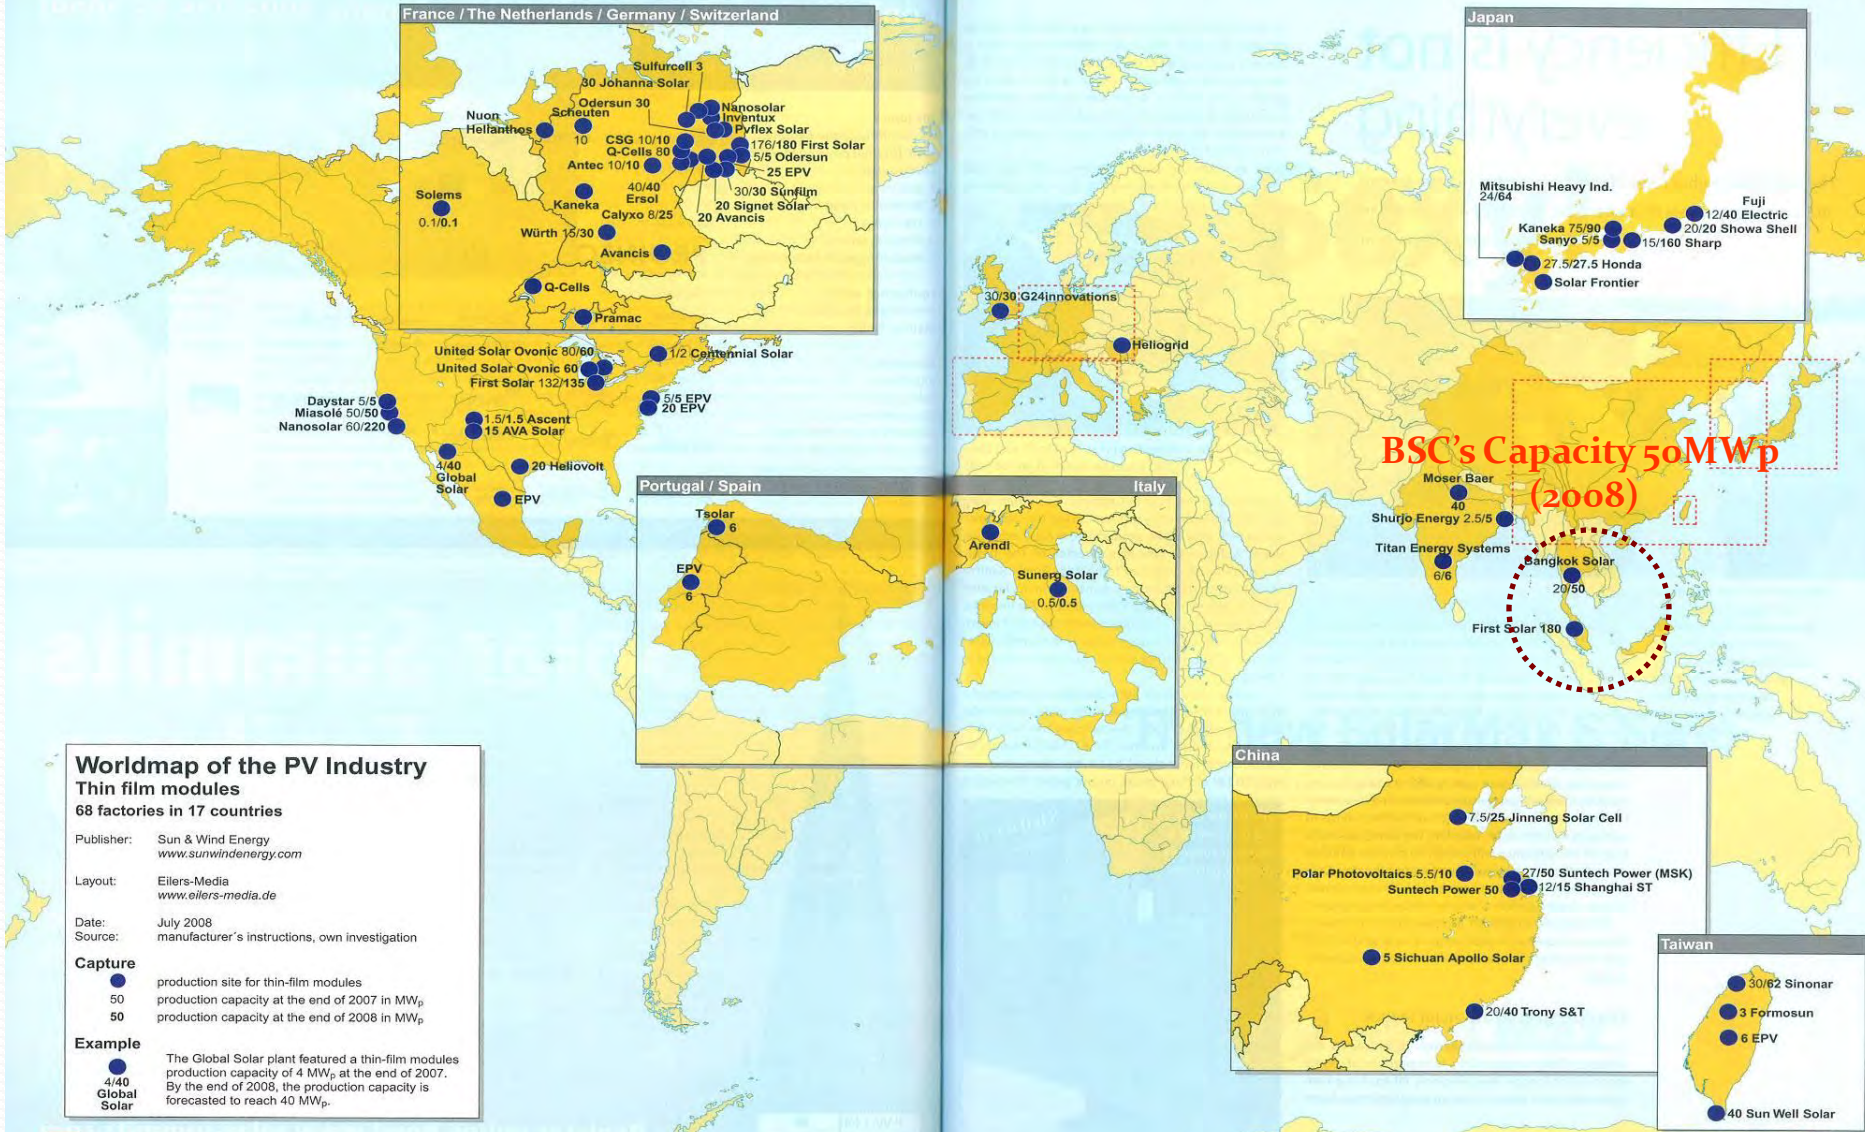 France / The Netherlands / Germany / Switzerland
Sulfurcell 3
30 Johanna Solar
Odersun 30
Nuon
Helianthos
Scheuten
10
Nanosolar
Inventux
Pvflex Solar
CSG 10/10
Q-Cells 80
Antec 10/10
176/180 First Solar
5/5 Odersun
25 EPV
40/40
Ersol
30/30 Sunfilm
20 Signet Solar
20 Avancis
Kaneka
Calyxo 8/25
Solems
0.1/0.1
Würth 15/30
Avancis
Q-Cells
Pramac
Japan
Mitsubishi Heavy Ind.
24/64
Fuji
12/40 Electric
20/20 Showa Shell
Kaneka 75/90
Sanyo 5/5
15/160 Sharp
27.5/27.5 Honda
Solar Frontier
30/30 G24innovations
Heliogrid
United Solar Ovonic 80/60
United Solar Ovonic 60
First Solar 132/135
1/2 Centennial Solar
5/5 EPV
20 EPV
Daystar 5/5
Miasolé 50/50
Nanosolar 60/220
1.5/1.5 Ascent
15 AVA Solar
4/40
Global
Solar
20 Heliovolt
EPV
BSC's Capacity 50MWp
(2008)
Moser Baer
40
Shurjo Energy 2.5/5
Titan Energy Systems
6/6
Bangkok Solar
20/50
First Solar 180
Portugal / Spain
Italy
Tsolar
6
EPV
6
Arendi
Sunerg Solar
0.5/0.5
Worldmap of the PV Industry
Thin film modules
68 factories in 17 countries
Publisher: Sun & Wind Energy
www.sunwindenergy.com
Layout: Eilers-Media
www.eilers-media.de
Date: July 2008
Source: manufacturer´s instructions, own investigation
Capture
production site for thin-film modules
50 production capacity at the end of 2007 in MWp
50 production capacity at the end of 2008 in MWp
Example
4/40
Global
Solar
The Global Solar plant featured a thin-film modules
production capacity of 4 MWp at the end of 2007.
By the end of 2008, the production capacity is
forecasted to reach 40 MWp.
China
7.5/25 Jinneng Solar Cell
Polar Photovoltaics 5.5/10
27/50 Suntech Power (MSK)
Suntech Power 50
12/15 Shanghai ST
5 Sichuan Apollo Solar
20/40 Trony S&T
Taiwan
30/62 Sinonar
3 Formosun
6 EPV
40 Sun Well Solar